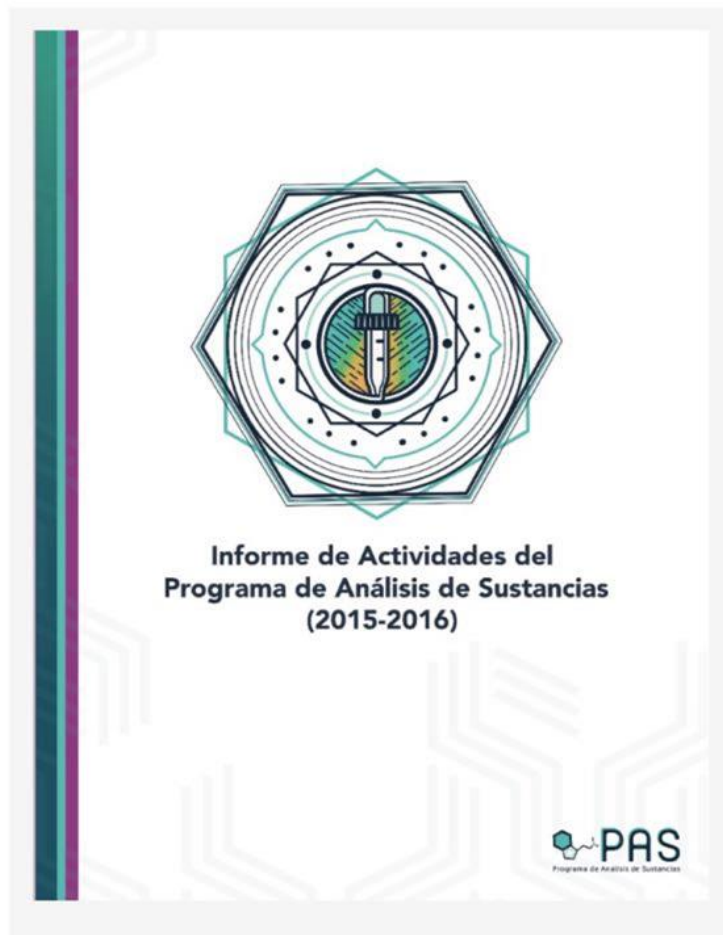 Informe de Actividades del
Programa de Análisis de Sustancias
(2015-2016)
PAS
Programa de Análisis de Sustancias